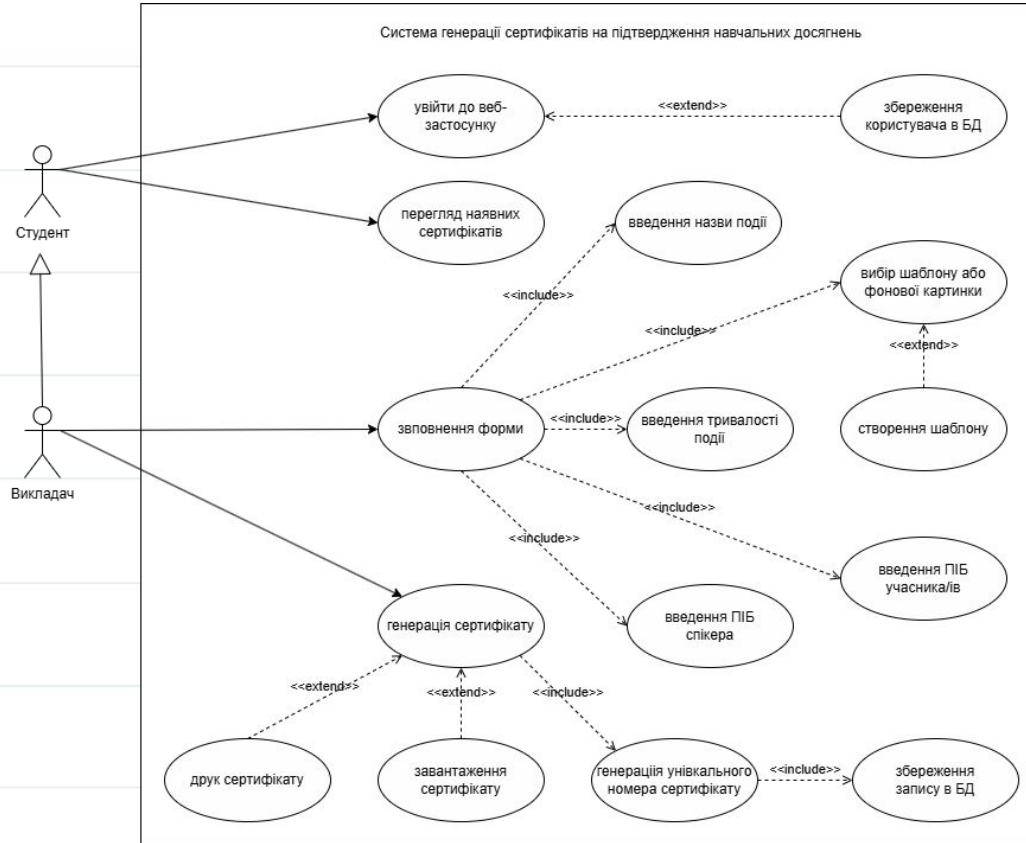 Система генерації сертифікатів на підтвердження навчальних досягнень
увійти до веб-
застосунку
<<extend>>
збереження
користувача в БД
Студент
перегляд наявних
сертифікатів
введення назви події
<<include>>
вибір шаблону або
фонової картинки
<<include>>
<<extend>>
Викладач
звповнення форми
<<include>>
введення тривалості
події
створення шаблону
<<include>>
<<include>>
введення ПІБ
учасника/ів
генерація сертифікату
введення ПІБ
спікера
<<extend>>
<<extend>>
<<include>>
друк сертифікату
завантаження
сертифікату
генераціія унівкального
номера сертифікату
<<include>>
збереження
запису в БД